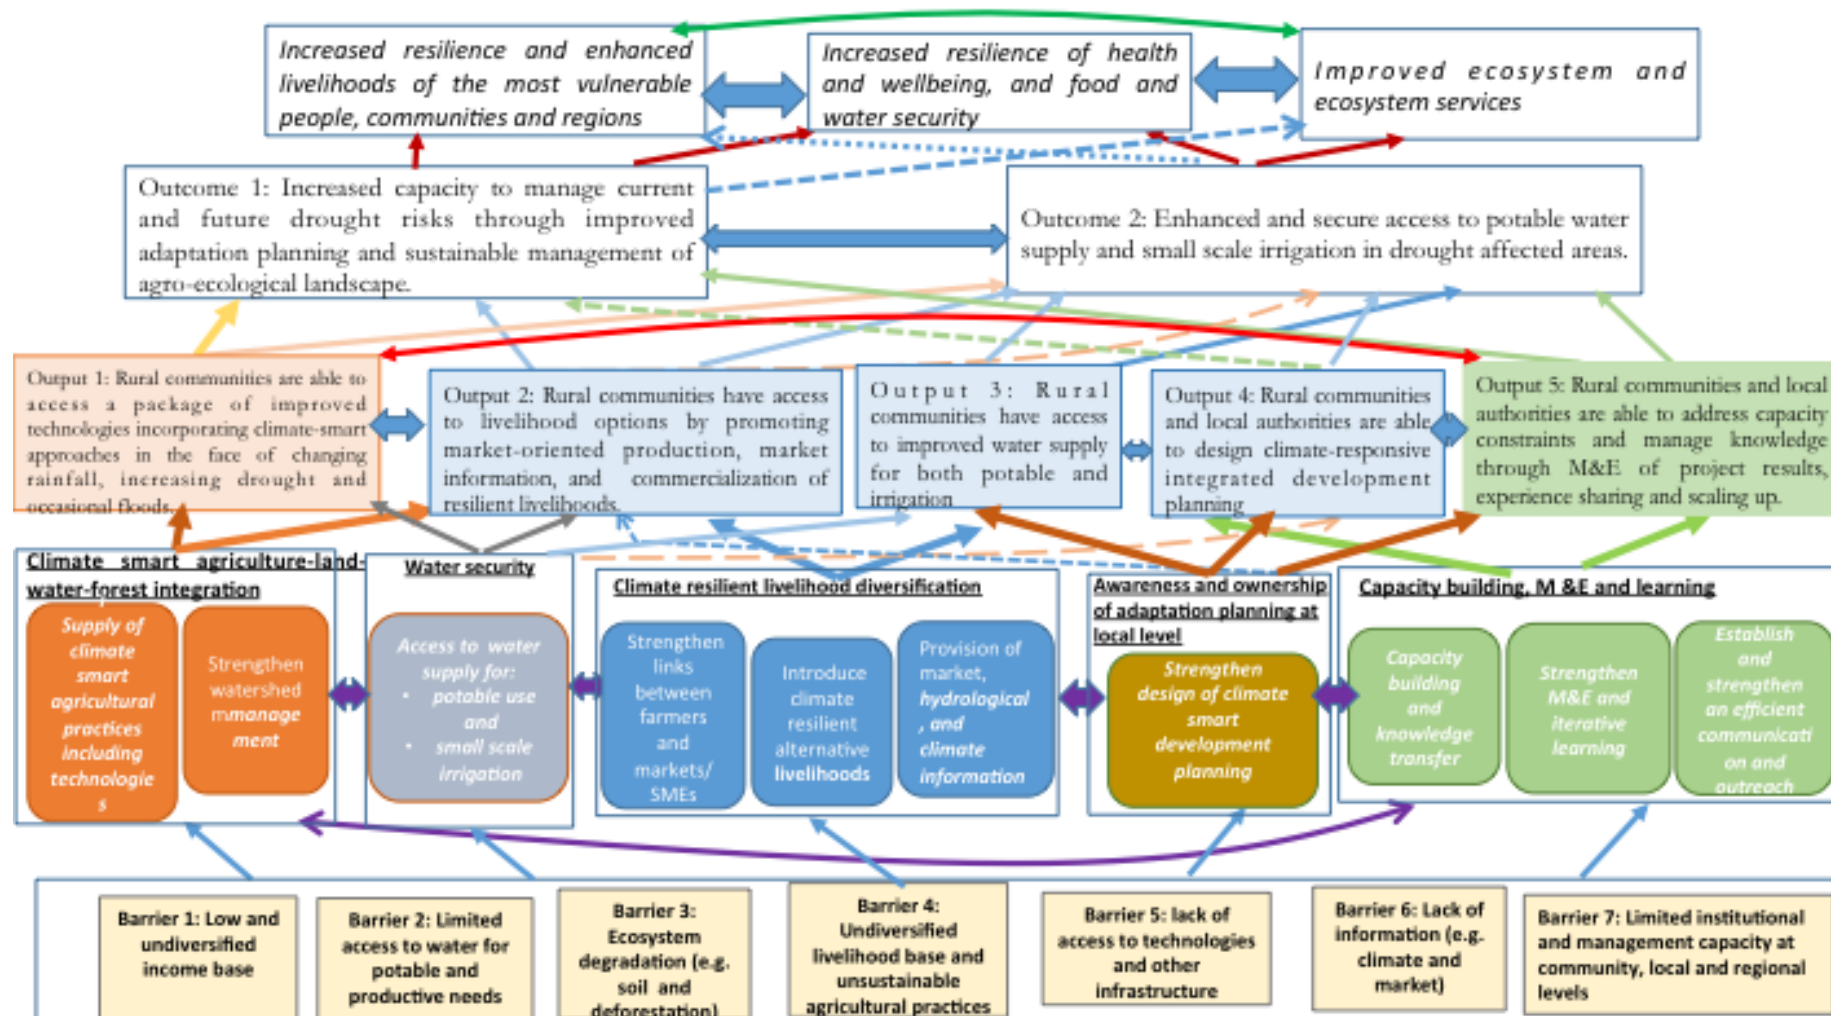 Increased resilience and enhanced
livelihoods of the most vulnerable
people, communities and regions
Increased resilience of health
and wellbeing, and food and
water security
Improved ecosystem and
ecosystem services
Outcome 1: Increased capacity to manage current
and future drought risks through improved
adaptation planning and sustainable management of
agro-ecological landscape.
Outcome 2: Enhanced and secure access to potable water
supply and small scale irrigation in drought affected areas.
Output 1: Rural communities are able to
access a package of improved
technologies incorporating climate-smart
approaches in the face of changing
rainfall, increasing drought and
occasional floods.
Output 2: Rural communities have access
to livelihood options by promoting
market-oriented production, market
information, and commercialization of
resilient livelihoods.
Output 3: Rural
communities have access
to improved water supply
for both potable and
irrigation
Output 4: Rural communities
and local authorities are able
to design climate-responsive
integrated development
planning
Output 5: Rural communities and local
authorities are able to address capacity
constraints and manage knowledge
through M&E of project results,
experience sharing and scaling up.
Climate smart agriculture-land-
water-forest integration
Supply of
climate
smart
agricultural
practices
including
technologie
s
Strengthen
watershed
mmanage
ment
Water security
Access to water
supply for:
• potable use
and
• small scale
irrigation
Climate resilient livelihood diversification
Strengthen
links
between
farmers
and
markets/
SMEs
Introduce
climate
resilient
alternative
livelihoods
Provision of
market,
hydrological
, and
climate
information
Awareness and ownership
of adaptation planning at
local level
Strengthen
design of climate
smart
development
planning
Capacity building, M &E and learning
Capacity
building
and
knowledge
transfer
Strengthen
M&E and
iterative
learning
Establish
and
strengthen
an efficient
communicati
on and
outreach
Barrier 1: Low and
undiversified
income base
Barrier 2: Limited
access to water for
potable and
productive needs
Barrier 3:
Ecosystem
degradation (e.g.
soil and
deforestation)
Barrier 4:
Undiversified
livelihood base and
unsustainable
agricultural practices
Barrier 5: lack of
access to technologies
and other
infrastructure
Barrier 6: Lack of
information (e.g.
climate and
market)
Barrier 7: Limited institutional
and management capacity at
community, local and regional
levels